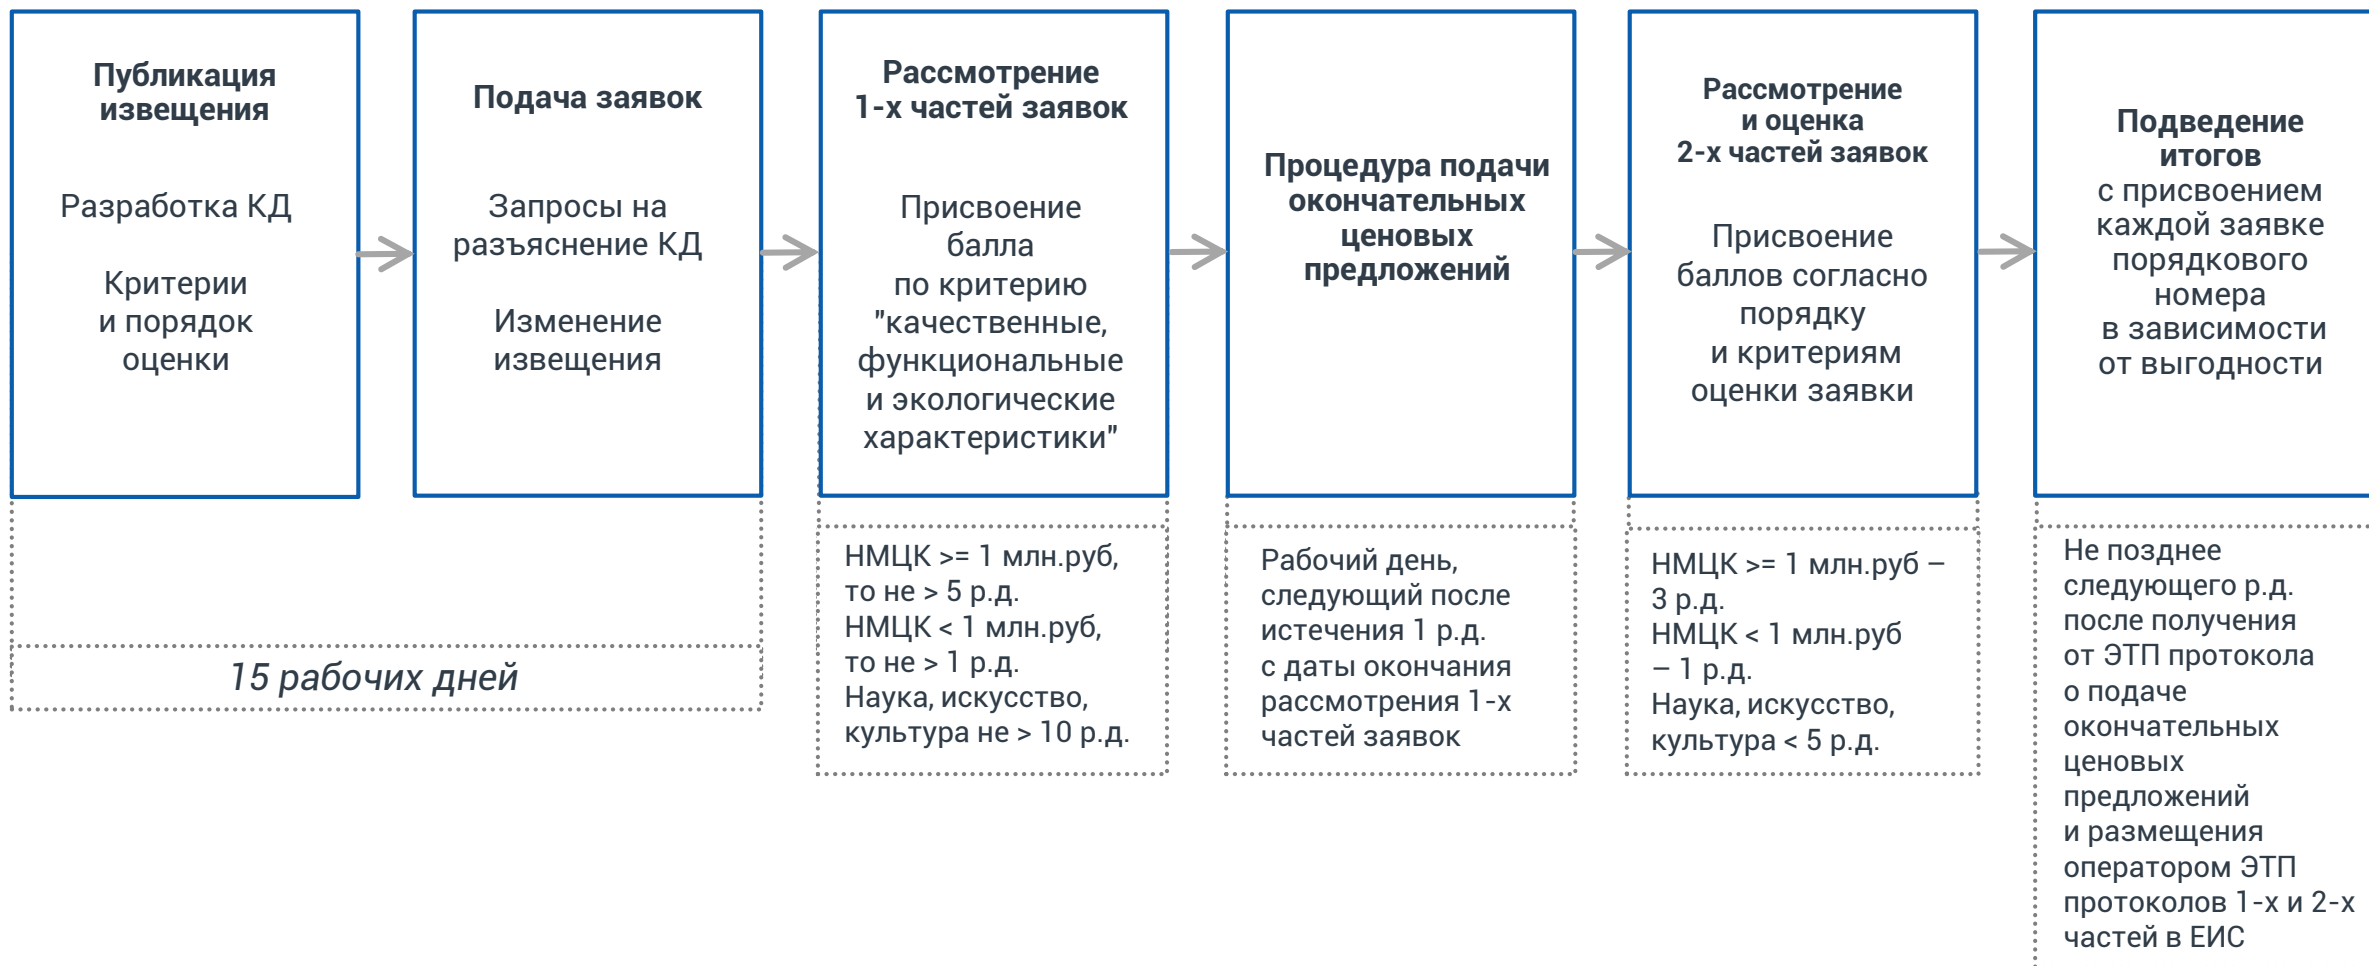 Публикация
извещения
Разработка КД
Критерии
и порядок
оценки
Подача заявок
Запросы на
разъяснение КД
Изменение
извещения
15 рабочих дней
Рассмотрение
1-х частей заявок
Присвоение
балла
по критерию
"качественные,
функциональные
и экологические
характеристики"
НМЦК >= 1 млн.руб,
то не > 5 р.д.
НМЦК < 1 млн.руб,
то не > 1 р.д.
Наука, искусство,
культура не > 10 р.д.
Процедура подачи
окончательных
ценовых
предложений
Рабочий день,
следующий после
истечения 1 р.д.
с даты окончания
рассмотрения 1-х
частей заявок
Рассмотрение
и оценка
2-х частей заявок
Присвоение
баллов согласно
порядку
и критериям
оценки заявки
НМЦК >= 1 млн.руб –
3 р.д.
НМЦК < 1 млн.руб
– 1 р.д.
Наука, искусство,
культура < 5 р.д.
Подведение
итогов
с присвоением
каждой заявке
порядкового
номера
в зависимости
от выгодности
Не позднее
следующего р.д.
после получения
от ЭТП протокола
о подаче
окончательных
ценовых
предложений
и размещения
оператором ЭТП
протоколов 1-х и 2-х
частей в ЕИС